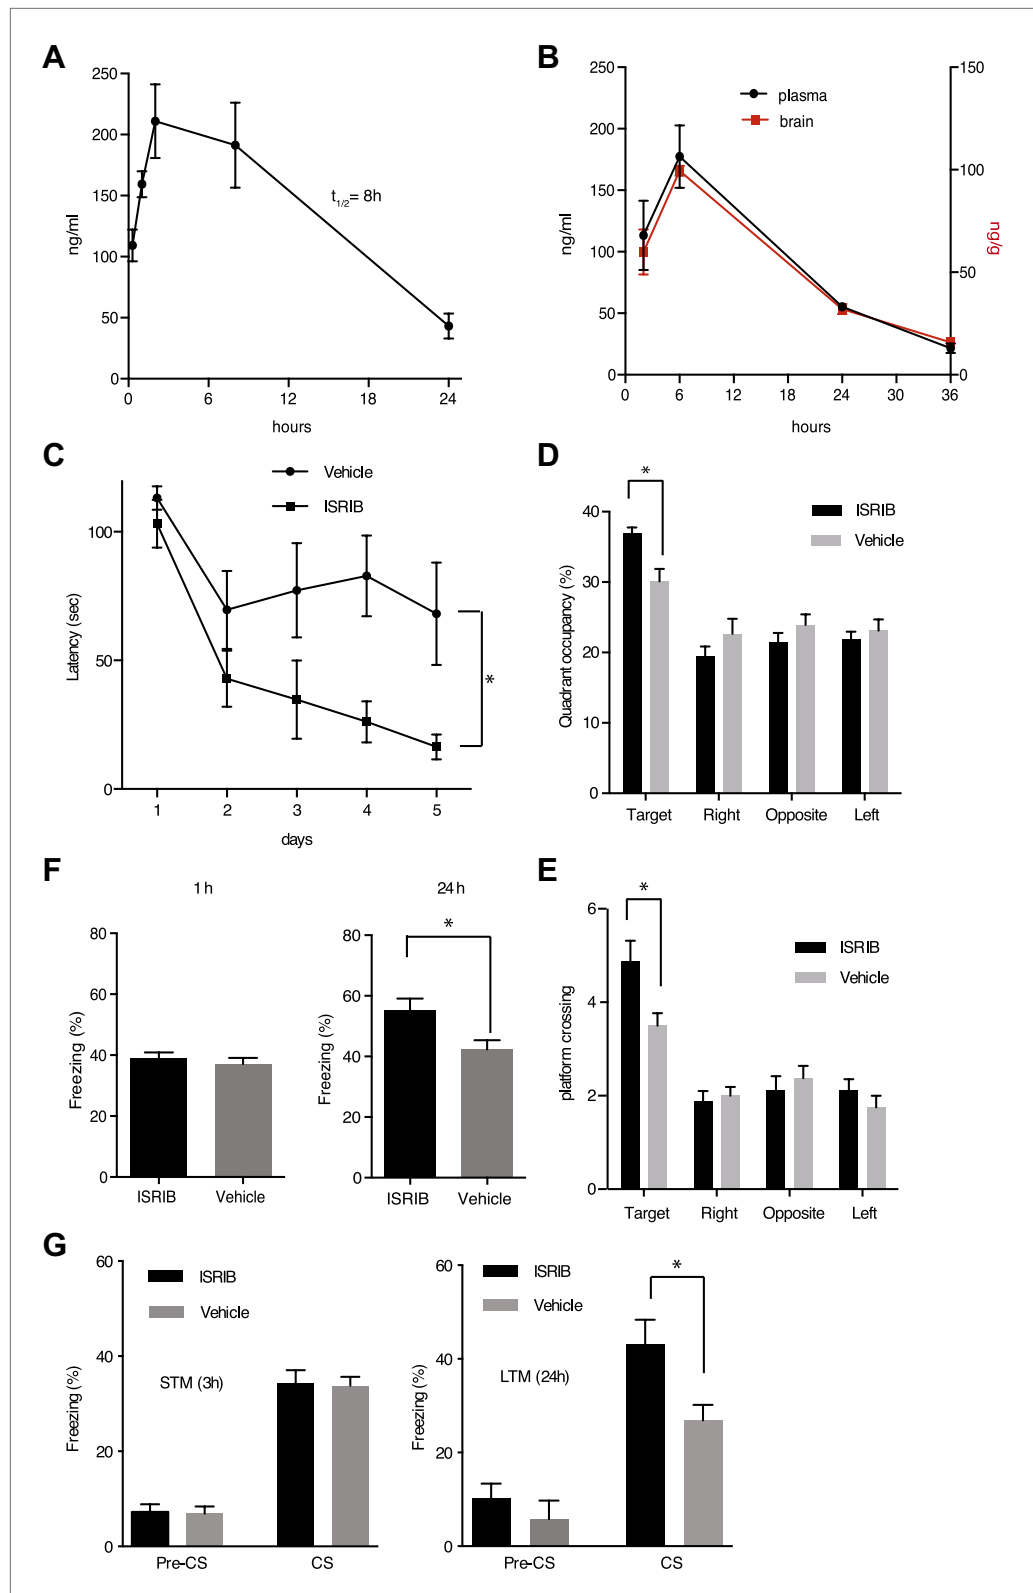 A
250
200
150
100
50
0
ng/ml
t1/2= 8h
0 6 12 18 24
hours
B
250
200
150
100
50
0
ng/ml
plasma
brain
150
100
50
0
ng/g
0 6 12 18 24 30 36
hours
C
Vehicle
ISRIB
100
50
0
Latency (sec)
*
1 2 3 4 5
days
D
*
ISRIB
Vehicle
40
30
20
10
0
Quadrant occupancy (%)
Target Right Opposite Left
F
1 h
80
60
40
20
0
Freezing (%)
ISRIB Vehicle
24 h
*
80
60
40
20
0
Freezing (%)
ISRIB Vehicle
E
*
ISRIB
Vehicle
6
4
2
0
platform crossing
Target Right Opposite Left
G
60
40
20
0
Freezing (%)
ISRIB
Vehicle
STM (3h)
Pre-CS CS
60
40
20
0
Freezing (%)
ISRIB
Vehicle
LTM (24h)
*
Pre-CS CS